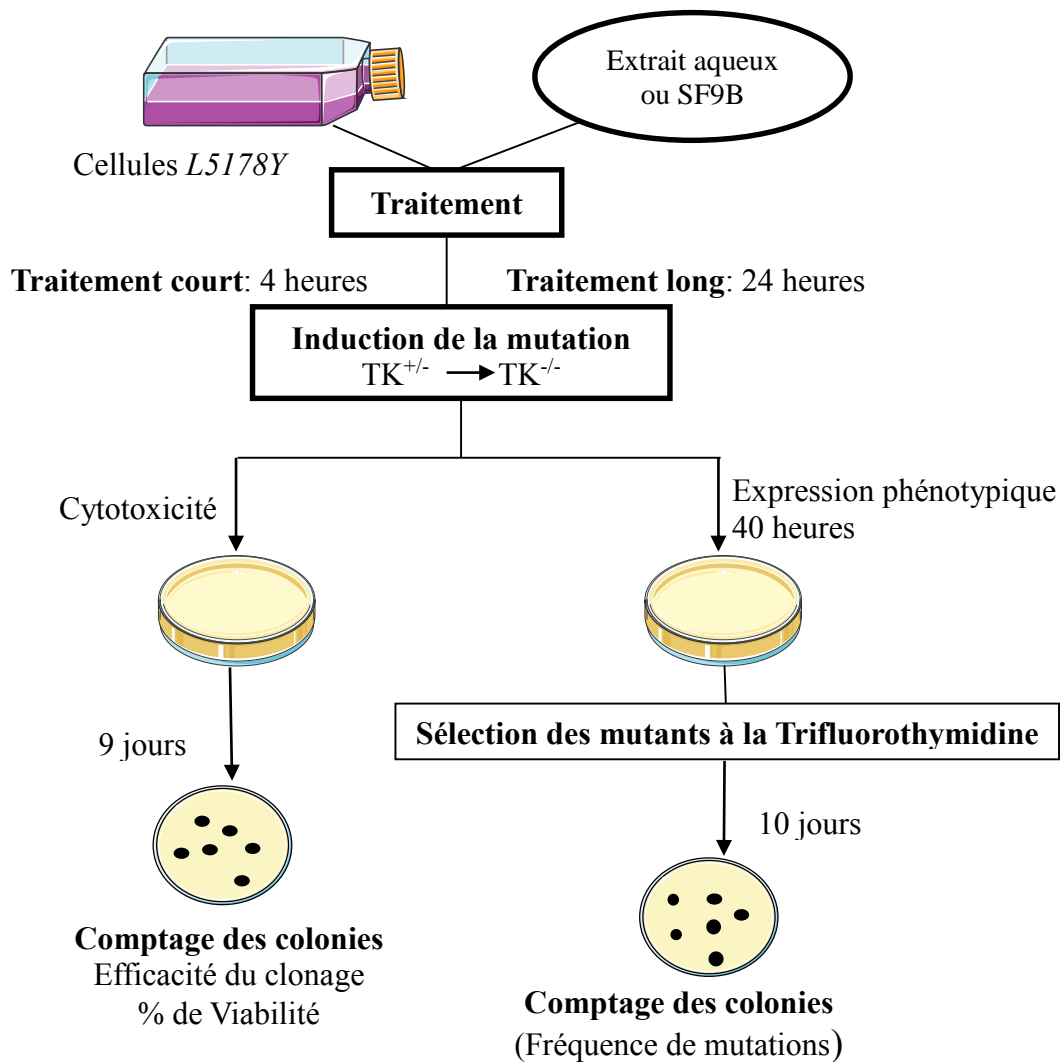 Extrait aqueux
ou SF9B
Cellules L5178Y
Traitement
Traitement court: 4 heures
Traitement long: 24 heures
Induction de la mutation
TK+/- → TK-/-
Cytotoxicité
Expression phénotypique
40 heures
9 jours
Sélection des mutants à la Trifluorothymidine
10 jours
Comptage des colonies
Efficacité du clonage
% de Viabilité
Comptage des colonies
(Fréquence de mutations)